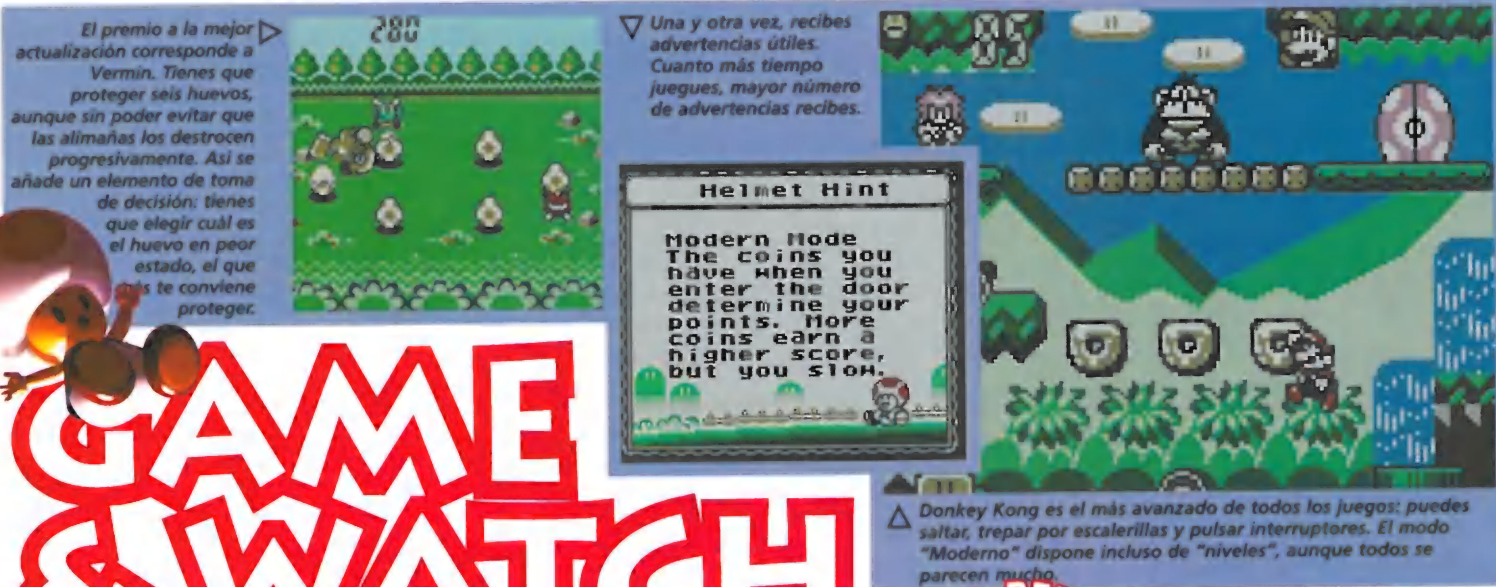 El premio a la mejor
actualización corresponde a
Vermin. Tienes que
proteger seis huevos,
aunque sin poder evitar que
las alimañas los destrocen
progresivamente. Así se
añade un elemento de toma
de decisión: tienes
que elegir cuál es
el huevo en peor
estado, el que
te conviene
proteger.
280
Una y otra vez, recibes
advertencias útiles.
Cuanto más tiempo
juegues, mayor número
de advertencias recibes.
Helmet Hint
Modern Mode
The coins you
have when you
enter the door
determine your
points. More
coins earn a
higher score,
but you slow.
05
Donkey Kong es el más avanzado de todos los juegos: puedes
saltar, trepar por escalerillas y pulsar interruptores. El modo
"Moderno" dispone incluso de "niveles", aunque todos se
parecen mucho.
GAME
& WATCH